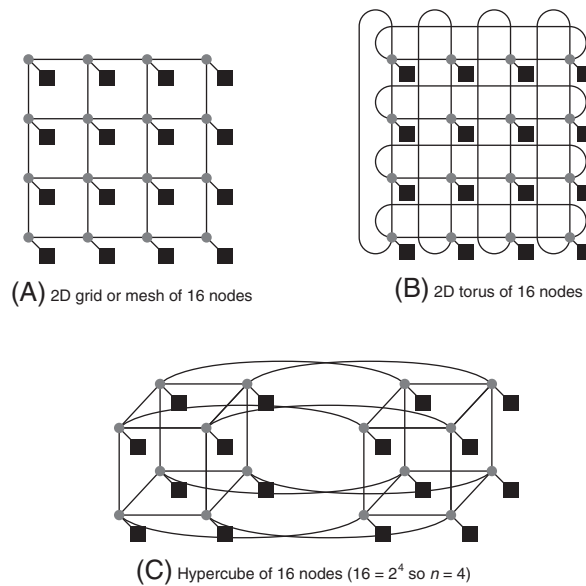 (A) 2D grid or mesh of 16 nodes
(B) 2D torus of 16 nodes
(C) Hypercube of 16 nodes (16 = 2⁴ so n = 4)